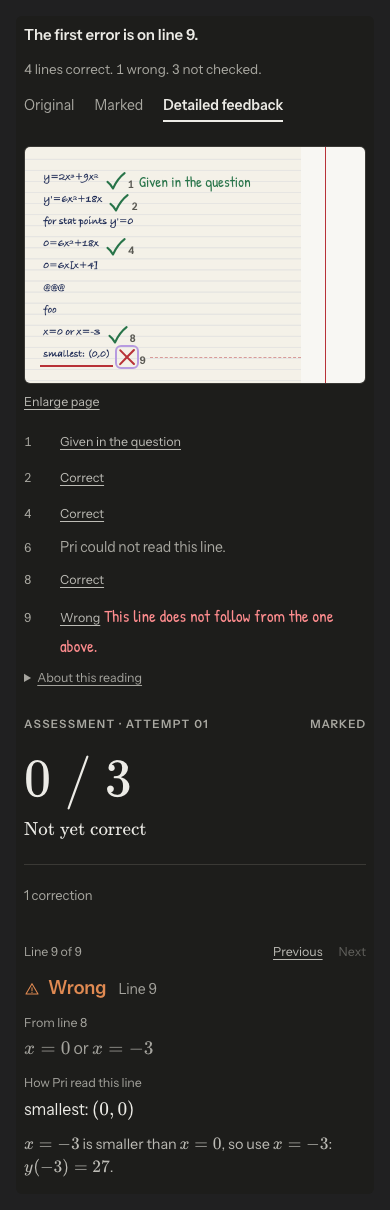 The first error is on line 9.
4 lines correct. 1 wrong. 3 not checked.
Original Marked Detailed feedback
y=2x³+9x² 1 Given in the question
y'=6x²+18x 2
for stat points y'=0
0=6x²+18x 4
0=6x[x+4]
@@@
foo
x=0 or x=-3 8
smallest: (0,0) 9
Enlarge page
1 Given in the question
2 Correct
4 Correct
6 Pri could not read this line.
8 Correct
9 Wrong This line does not follow from the one
above.
About this reading
ASSESSMENT · ATTEMPT 01 MARKED
0 / 3
Not yet correct
1 correction
Line 9 of 9 Previous Next
Wrong Line 9
From line 8
x = 0 or x = −3
How Pri read this line
smallest: (0, 0)
x = −3 is smaller than x = 0, so use x = −3:
y(−3) = 27.